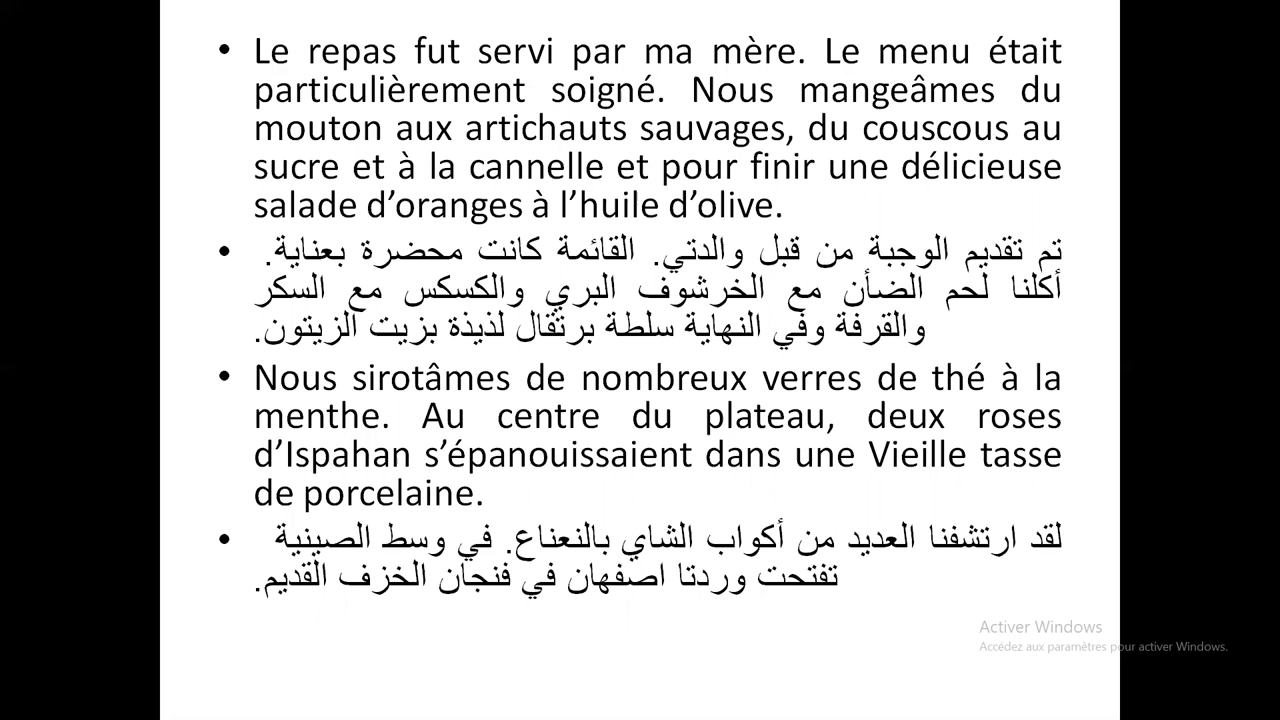 • Le repas fut servi par ma mère. Le menu était
particulièrement soigné. Nous mangeâmes du
mouton aux artichauts sauvages, du couscous au
sucre et à la cannelle et pour finir une délicieuse
salade d’oranges à l’huile d’olive.
• تم تقديم الوجبة من قبل والدتي. القائمة كانت محضرة بعناية.
أكلنا لحم الضأن مع الخرشوف البري والكسكس مع السكر
والقرفة وفي النهاية سلطة برتقال لذيذة بزيت الزيتون.
• Nous sirotâmes de nombreux verres de thé à la
menthe. Au centre du plateau, deux roses
d’Ispahan s’épanouissaient dans une Vieille tasse
de porcelaine.
• لقد ارتشفنا العديد من أكواب الشاي بالنعناع. في وسط الصينية
تفتحت وردتا اصفهان في فنجان الخزف القديم.
Activer Windows
Accédez aux paramètres pour activer Windows.